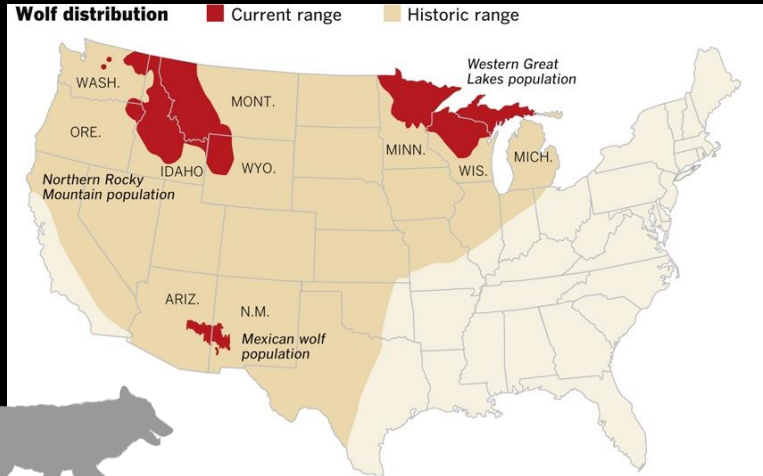 Wolf distribution
Current range
Historic range
Western Great
Lakes population
WASH.
MONT.
ORE.
MINN.
MICH.
WIS.
IDAHO
WYO.
Northern Rocky
Mountain population
ARIZ.
N.M.
Mexican wolf
population